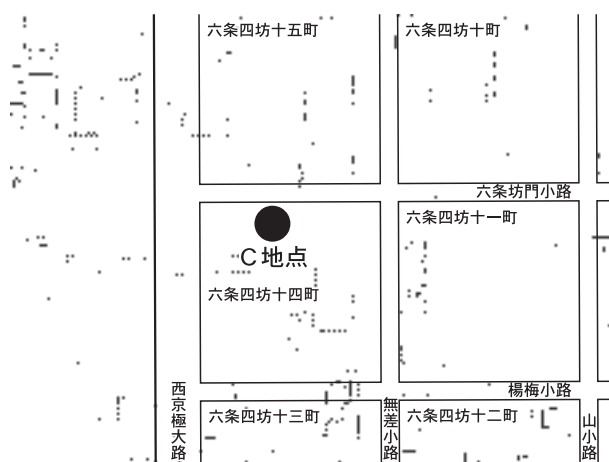 六条四坊十五町
六条四坊十町
六条坊門小路
六条四坊十一町
C地点
六条四坊十四町
楊梅小路
西京極大路
無差小路
山小路
六条四坊十三町
六条四坊十二町